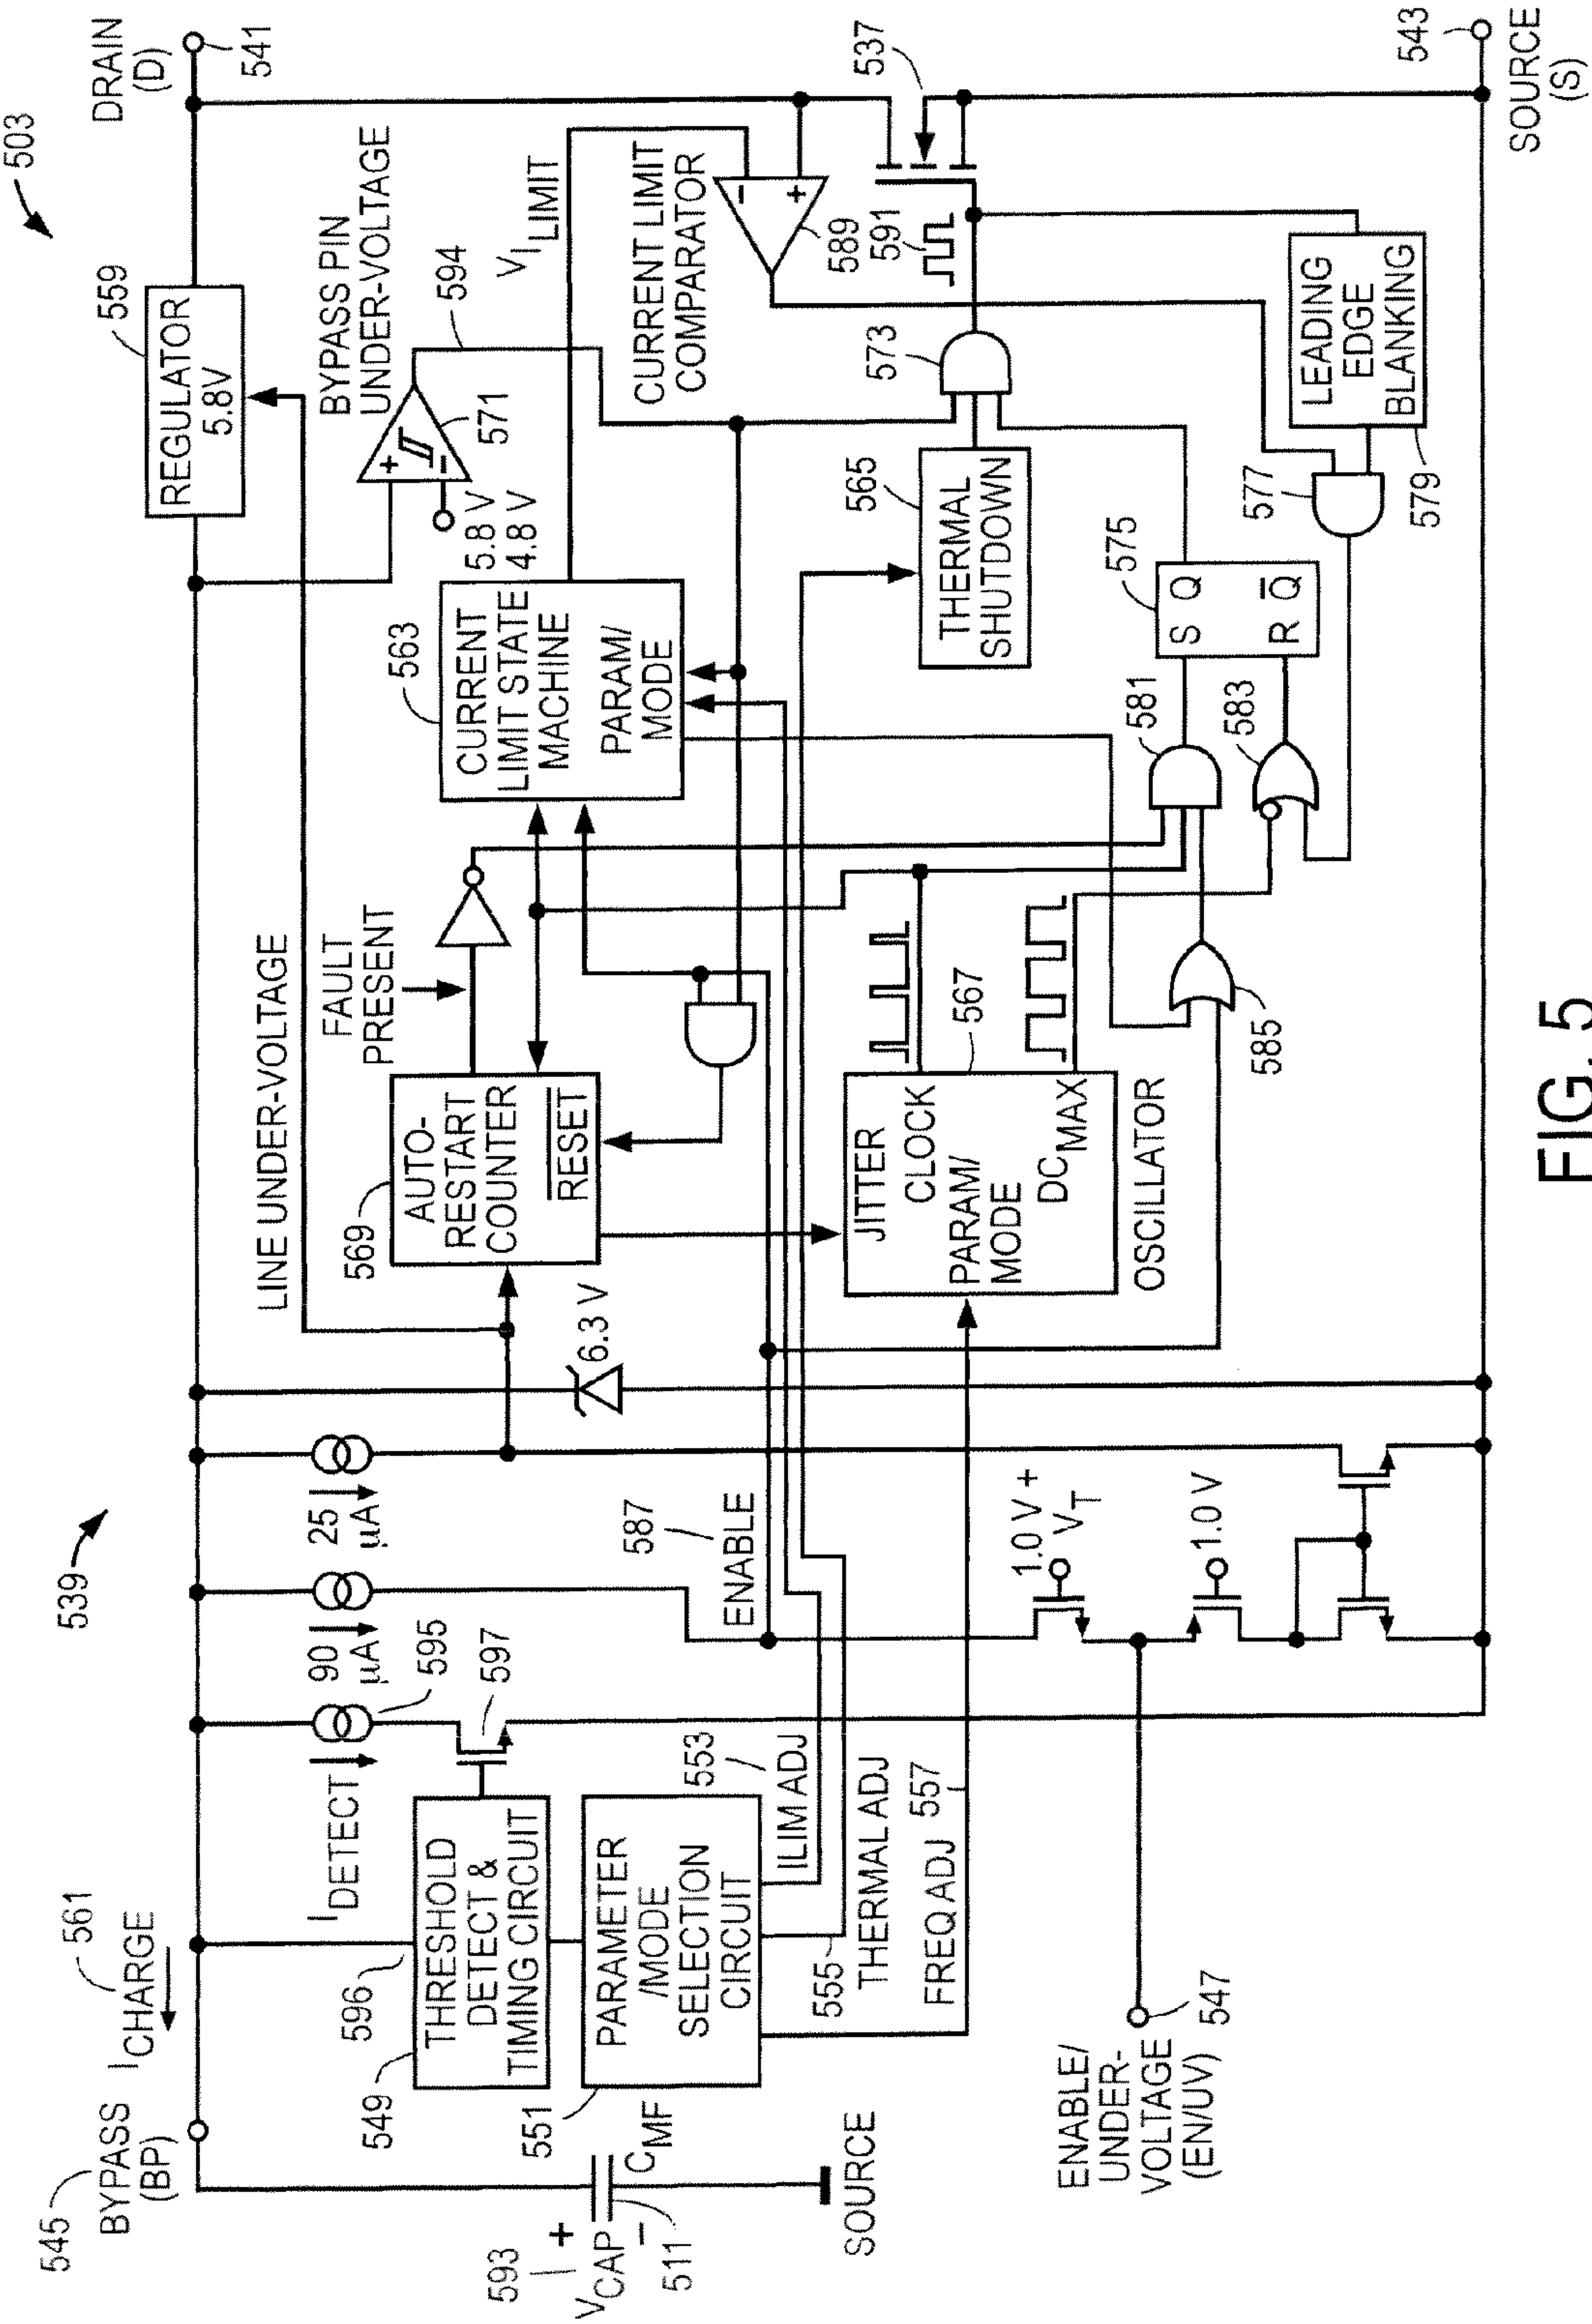 503
539
545
BYPASS
(BP)
I CHARGE
561
559
REGULATOR
5.8V
DRAIN
(D)
541
LINE UNDER-VOLTAGE
BYPASS PIN
UNDER-VOLTAGE
594
+
−
571
5.8 V
4.8 V
I DETECT
595
90
µA
25
µA
597
596
549
THRESHOLD
DETECT &
TIMING CIRCUIT
551
PARAMETER
/MODE
SELECTION
CIRCUIT
553
ILIM ADJ
555
THERMAL ADJ
FREQ ADJ
557
587
ENABLE
6.3 V
569
AUTO-
RESTART
COUNTER
RESET
FAULT
PRESENT
563
CURRENT
LIMIT STATE
MACHINE
PARAM/
MODE
VI LIMIT
CURRENT LIMIT
COMPARATOR
−
+
589
591
537
573
565
THERMAL
SHUTDOWN
JITTER
CLOCK
PARAM/
MODE
DCMAX
567
OSCILLATOR
585
581
583
575
S Q
R Q̅
577
LEADING
EDGE
BLANKING
579
593
+
VCAP
−
511
CMF
SOURCE
1.0 V +
VT
1.0 V
ENABLE/
UNDER-
VOLTAGE
(EN/UV)
547
543
SOURCE
(S)
FIG. 5